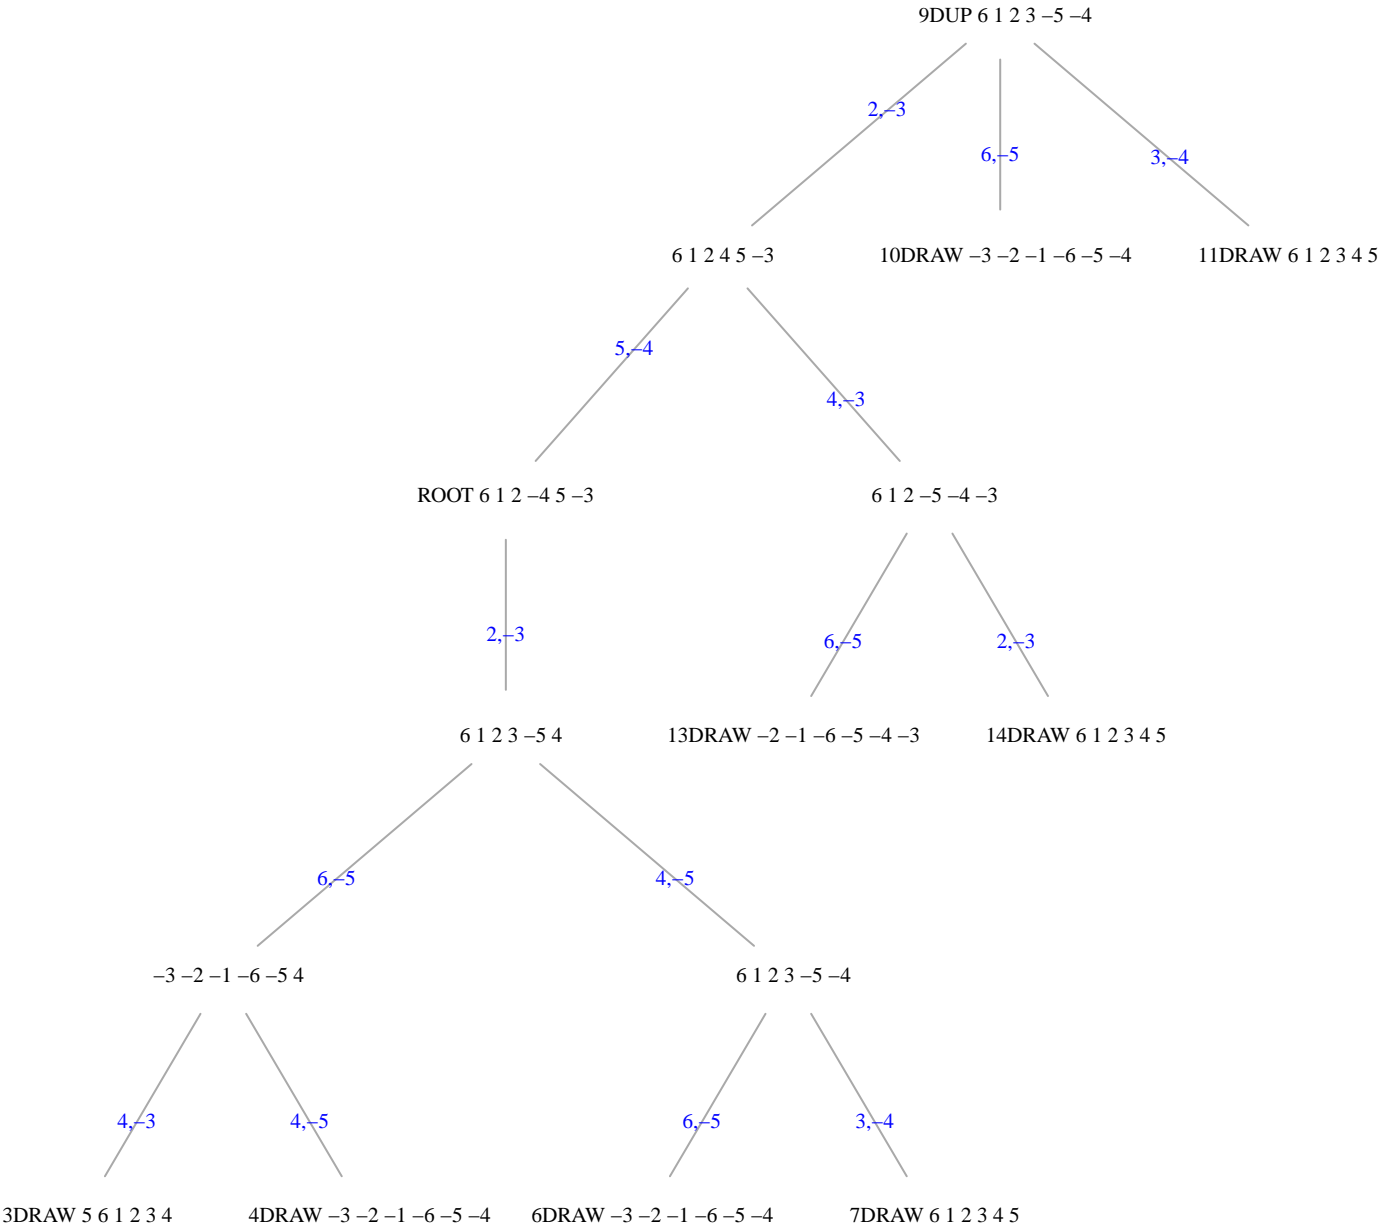 9DUP 6 1 2 3 –5 –4
2,–3
6,–5
3,–4
6 1 2 4 5 –3
10DRAW –3 –2 –1 –6 –5 –4
11DRAW 6 1 2 3 4 5
5,–4
4,–3
ROOT 6 1 2 –4 5 –3
6 1 2 –5 –4 –3
2,–3
6,–5
2,–3
6 1 2 3 –5 4
13DRAW –2 –1 –6 –5 –4 –3
14DRAW 6 1 2 3 4 5
6,–5
4,–5
–3 –2 –1 –6 –5 4
6 1 2 3 –5 –4
4,–3
4,–5
6,–5
3,–4
3DRAW 5 6 1 2 3 4
4DRAW –3 –2 –1 –6 –5 –4
6DRAW –3 –2 –1 –6 –5 –4
7DRAW 6 1 2 3 4 5